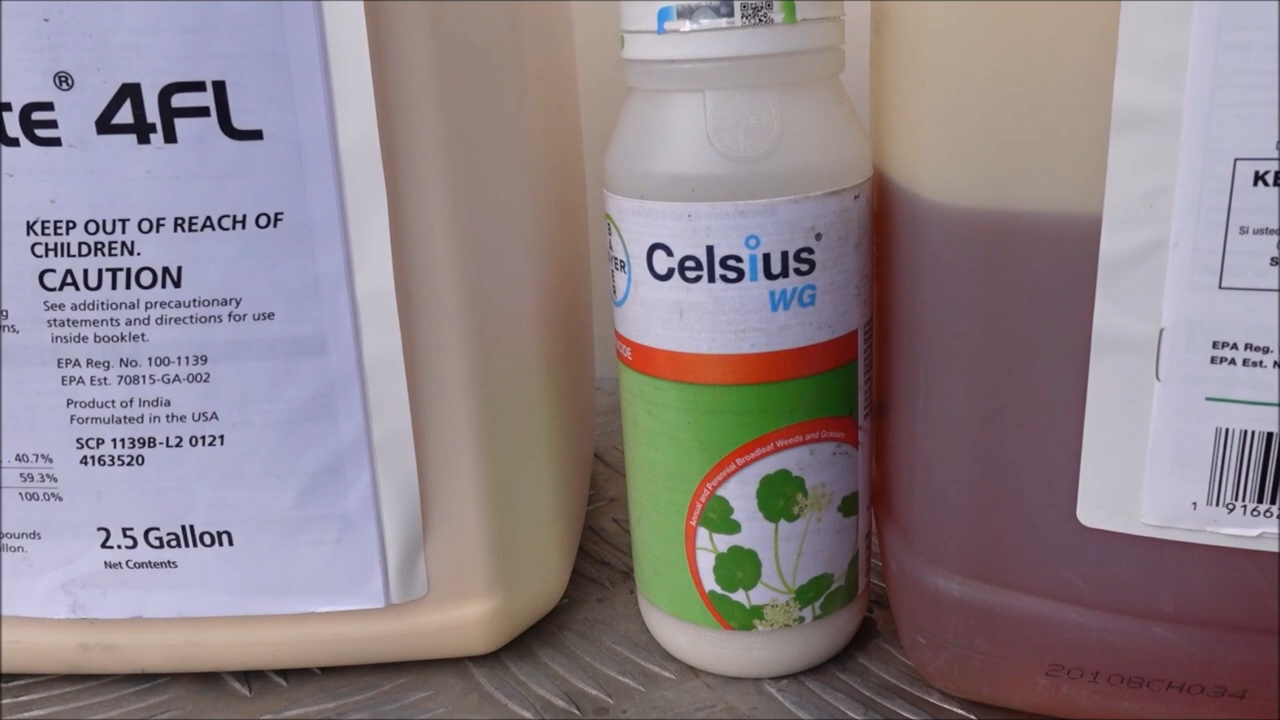 te® 4FL
KEEP OUT OF REACH OF
CHILDREN.
CAUTION
See additional precautionary
statements and directions for use
inside booklet.
EPA Reg. No. 100-1139
EPA Est. 70815-GA-002
Product of India
Formulated in the USA
SCP 1139B-L2 0121
4163520
40.7%
59.3%
100.0%
2.5 Gallon
Net Contents
Celsius®
WG
Annual and Perennial Broadleaf Weeds and Grasses
Si
EPA Reg.
EPA Est.
1 9166
20108CH034